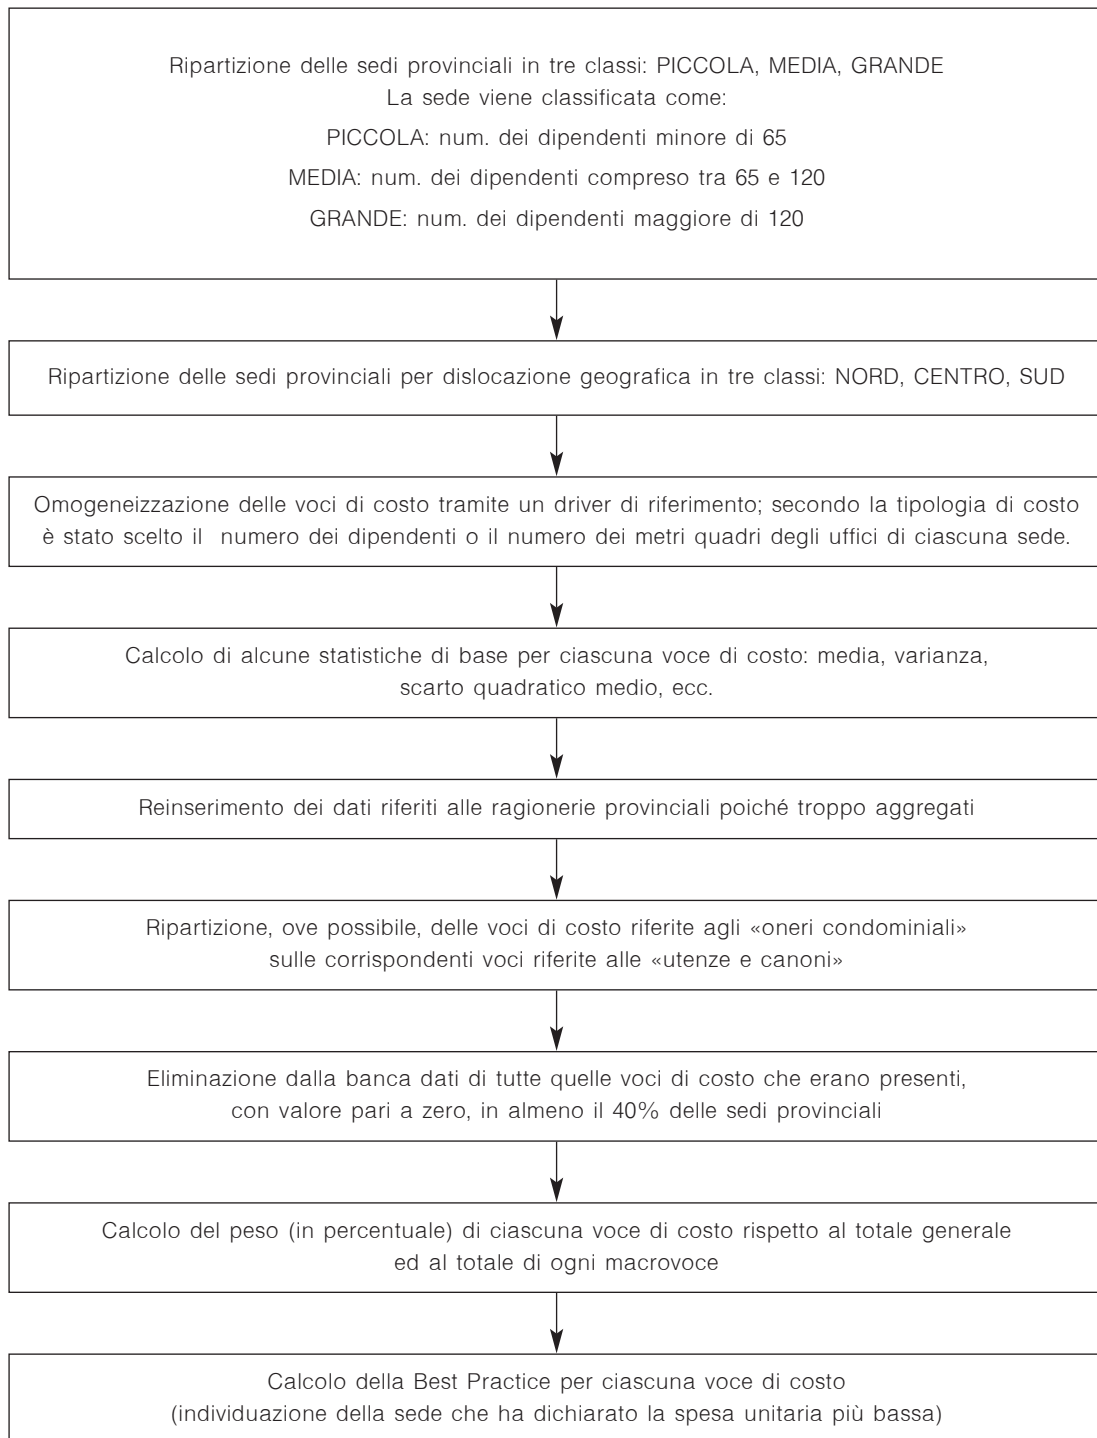 Ripartizione delle sedi provinciali in tre classi: PICCOLA, MEDIA, GRANDE
La sede viene classificata come:
PICCOLA: num. dei dipendenti minore di 65
MEDIA: num. dei dipendenti compreso tra 65 e 120
GRANDE: num. dei dipendenti maggiore di 120
Ripartizione delle sedi provinciali per dislocazione geografica in tre classi: NORD, CENTRO, SUD
Omogeneizzazione delle voci di costo tramite un driver di riferimento; secondo la tipologia di costo
è stato scelto il numero dei dipendenti o il numero dei metri quadri degli uffici di ciascuna sede.
Calcolo di alcune statistiche di base per ciascuna voce di costo: media, varianza,
scarto quadratico medio, ecc.
Reinserimento dei dati riferiti alle ragionerie provinciali poiché troppo aggregati
Ripartizione, ove possibile, delle voci di costo riferite agli «oneri condominiali»
sulle corrispondenti voci riferite alle «utenze e canoni»
Eliminazione dalla banca dati di tutte quelle voci di costo che erano presenti,
con valore pari a zero, in almeno il 40% delle sedi provinciali
Calcolo del peso (in percentuale) di ciascuna voce di costo rispetto al totale generale
ed al totale di ogni macrovoce
Calcolo della Best Practice per ciascuna voce di costo
(individuazione della sede che ha dichiarato la spesa unitaria più bassa)